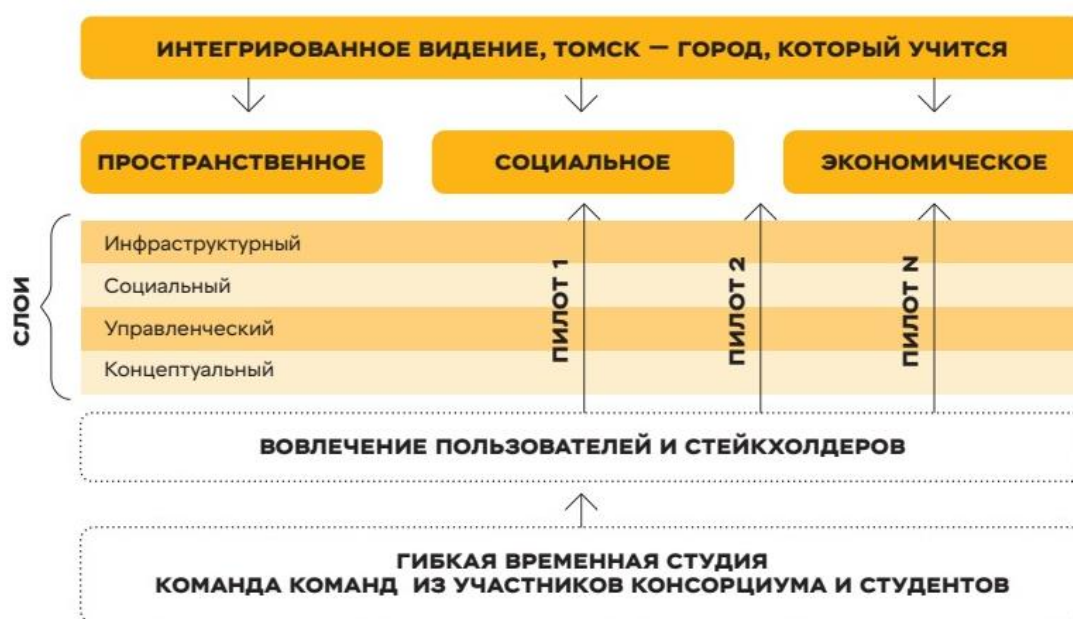 ИНТЕГРИРОВАННОЕ ВИДЕНИЕ, ТОМСК — ГОРОД, КОТОРЫЙ УЧИТСЯ
ПРОСТРАНСТВЕННОЕ
СОЦИАЛЬНОЕ
ЭКОНОМИЧЕСКОЕ
СЛОИ
Инфраструктурный
Социальный
Управленческий
Концептуальный
ПИЛОТ 1
ПИЛОТ 2
ПИЛОТ N
ВОВЛЕЧЕНИЕ ПОЛЬЗОВАТЕЛЕЙ И СТЕЙКХОЛДЕРОВ
ГИБКАЯ ВРЕМЕННАЯ СТУДИЯ
КОМАНДА КОМАНД ИЗ УЧАСТНИКОВ КОНСОРЦИУМА И СТУДЕНТОВ